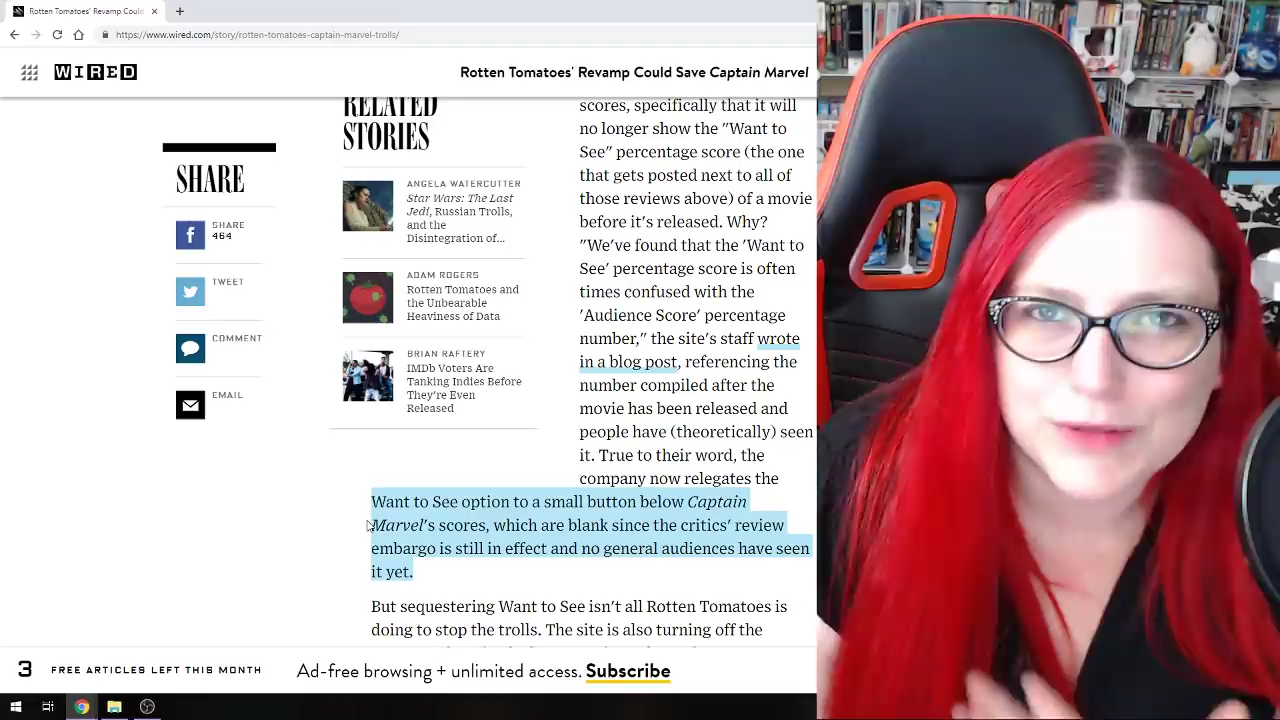 Rotten Tomatoes' Revamp Could
https://www.wired.com/story/rotten-tomatoes-captain-marvel-trolls/
WIRED
Rotten Tomatoes' Revamp Could Save Captain Marvel
SHARE
SHARE
464
TWEET
COMMENT
EMAIL
RELATED
STORIES
ANGELA WATERCUTTER
Star Wars: The Last
Jedi, Russian Trolls,
and the
Disintegration of...
ADAM ROGERS
Rotten Tomatoes and
the Unbearable
Heaviness of Data
BRIAN RAFTERY
IMDb Voters Are
Tanking Indies Before
They're Even
Released
scores, specifically that it will
no longer show the "Want to
See" percentage score (the one
that gets posted next to all of
those reviews above) of a movie
before it's released. Why?
"We've found that the 'Want to
See' percentage score is often
times confused with the
'Audience Score' percentage
number," the site's staff wrote
in a blog post, referencing the
number compiled after the
movie has been released and
people have (theoretically) seen
it. True to their word, the
company now relegates the
Want to See option to a small button below Captain
Marvel's scores, which are blank since the critics' review
embargo is still in effect and no general audiences have seen
it yet.
But sequestering Want to See isn't all Rotten Tomatoes is
doing to stop the trolls. The site is also turning off the
3 FREE ARTICLES LEFT THIS MONTH
Ad-free browsing + unlimited access. Subscribe